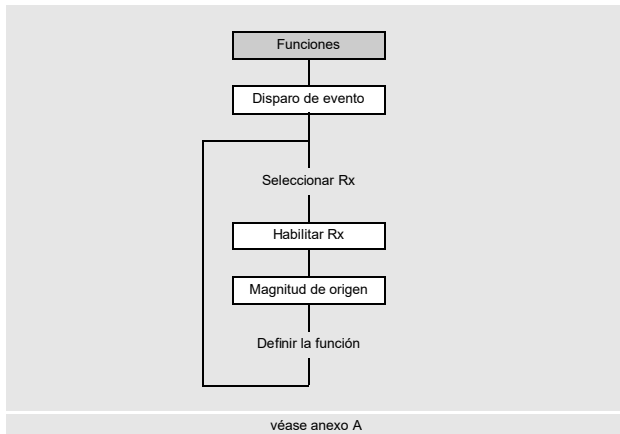 Funciones
Disparo de evento
Seleccionar Rx
Habilitar Rx
Magnitud de origen
Definir la función
véase anexo A